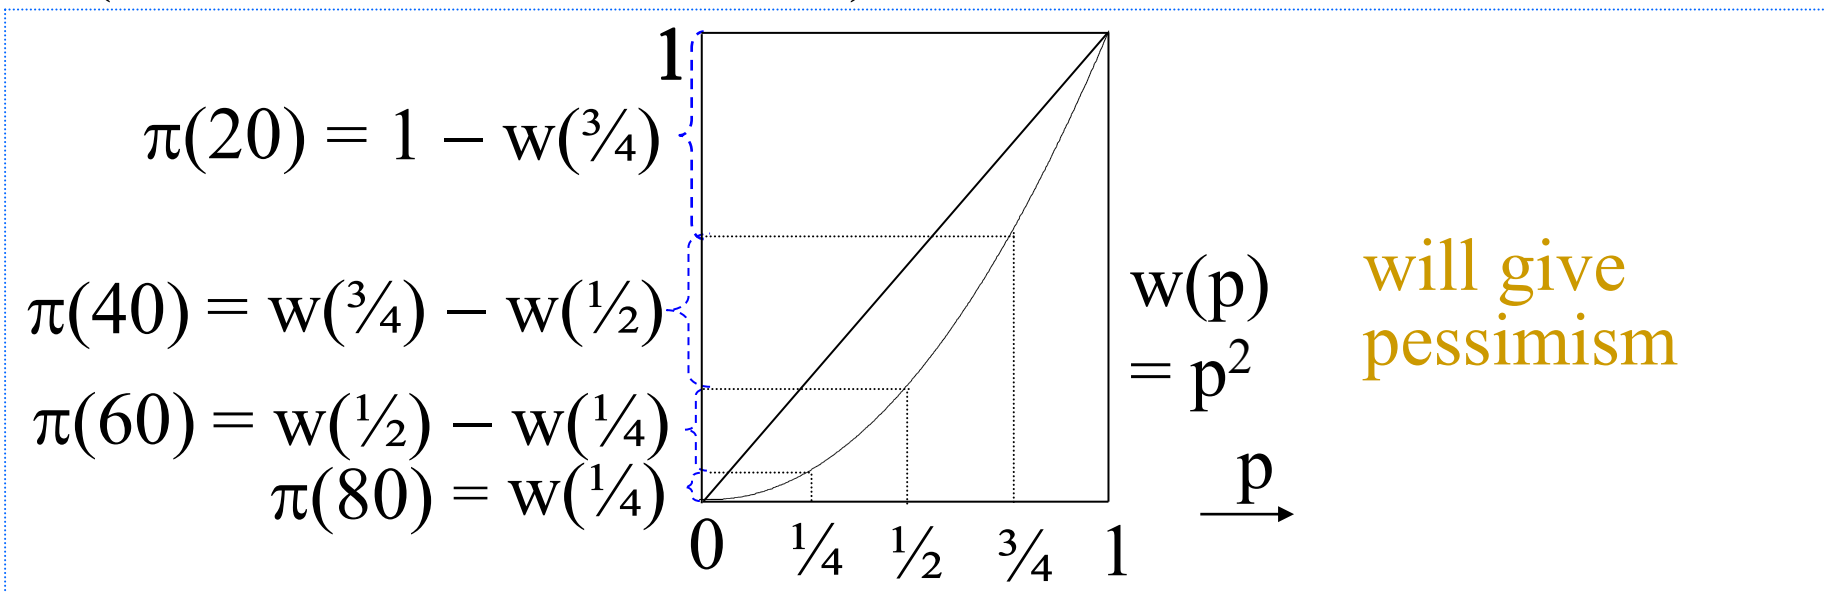 1
π(20) = 1 − w(¾)
π(40) = w(¾) − w(½)
π(60) = w(½) − w(¼)
π(80) = w(¼)
w(p)
= p²
will give
pessimism
p
0 ¼ ½ ¾ 1